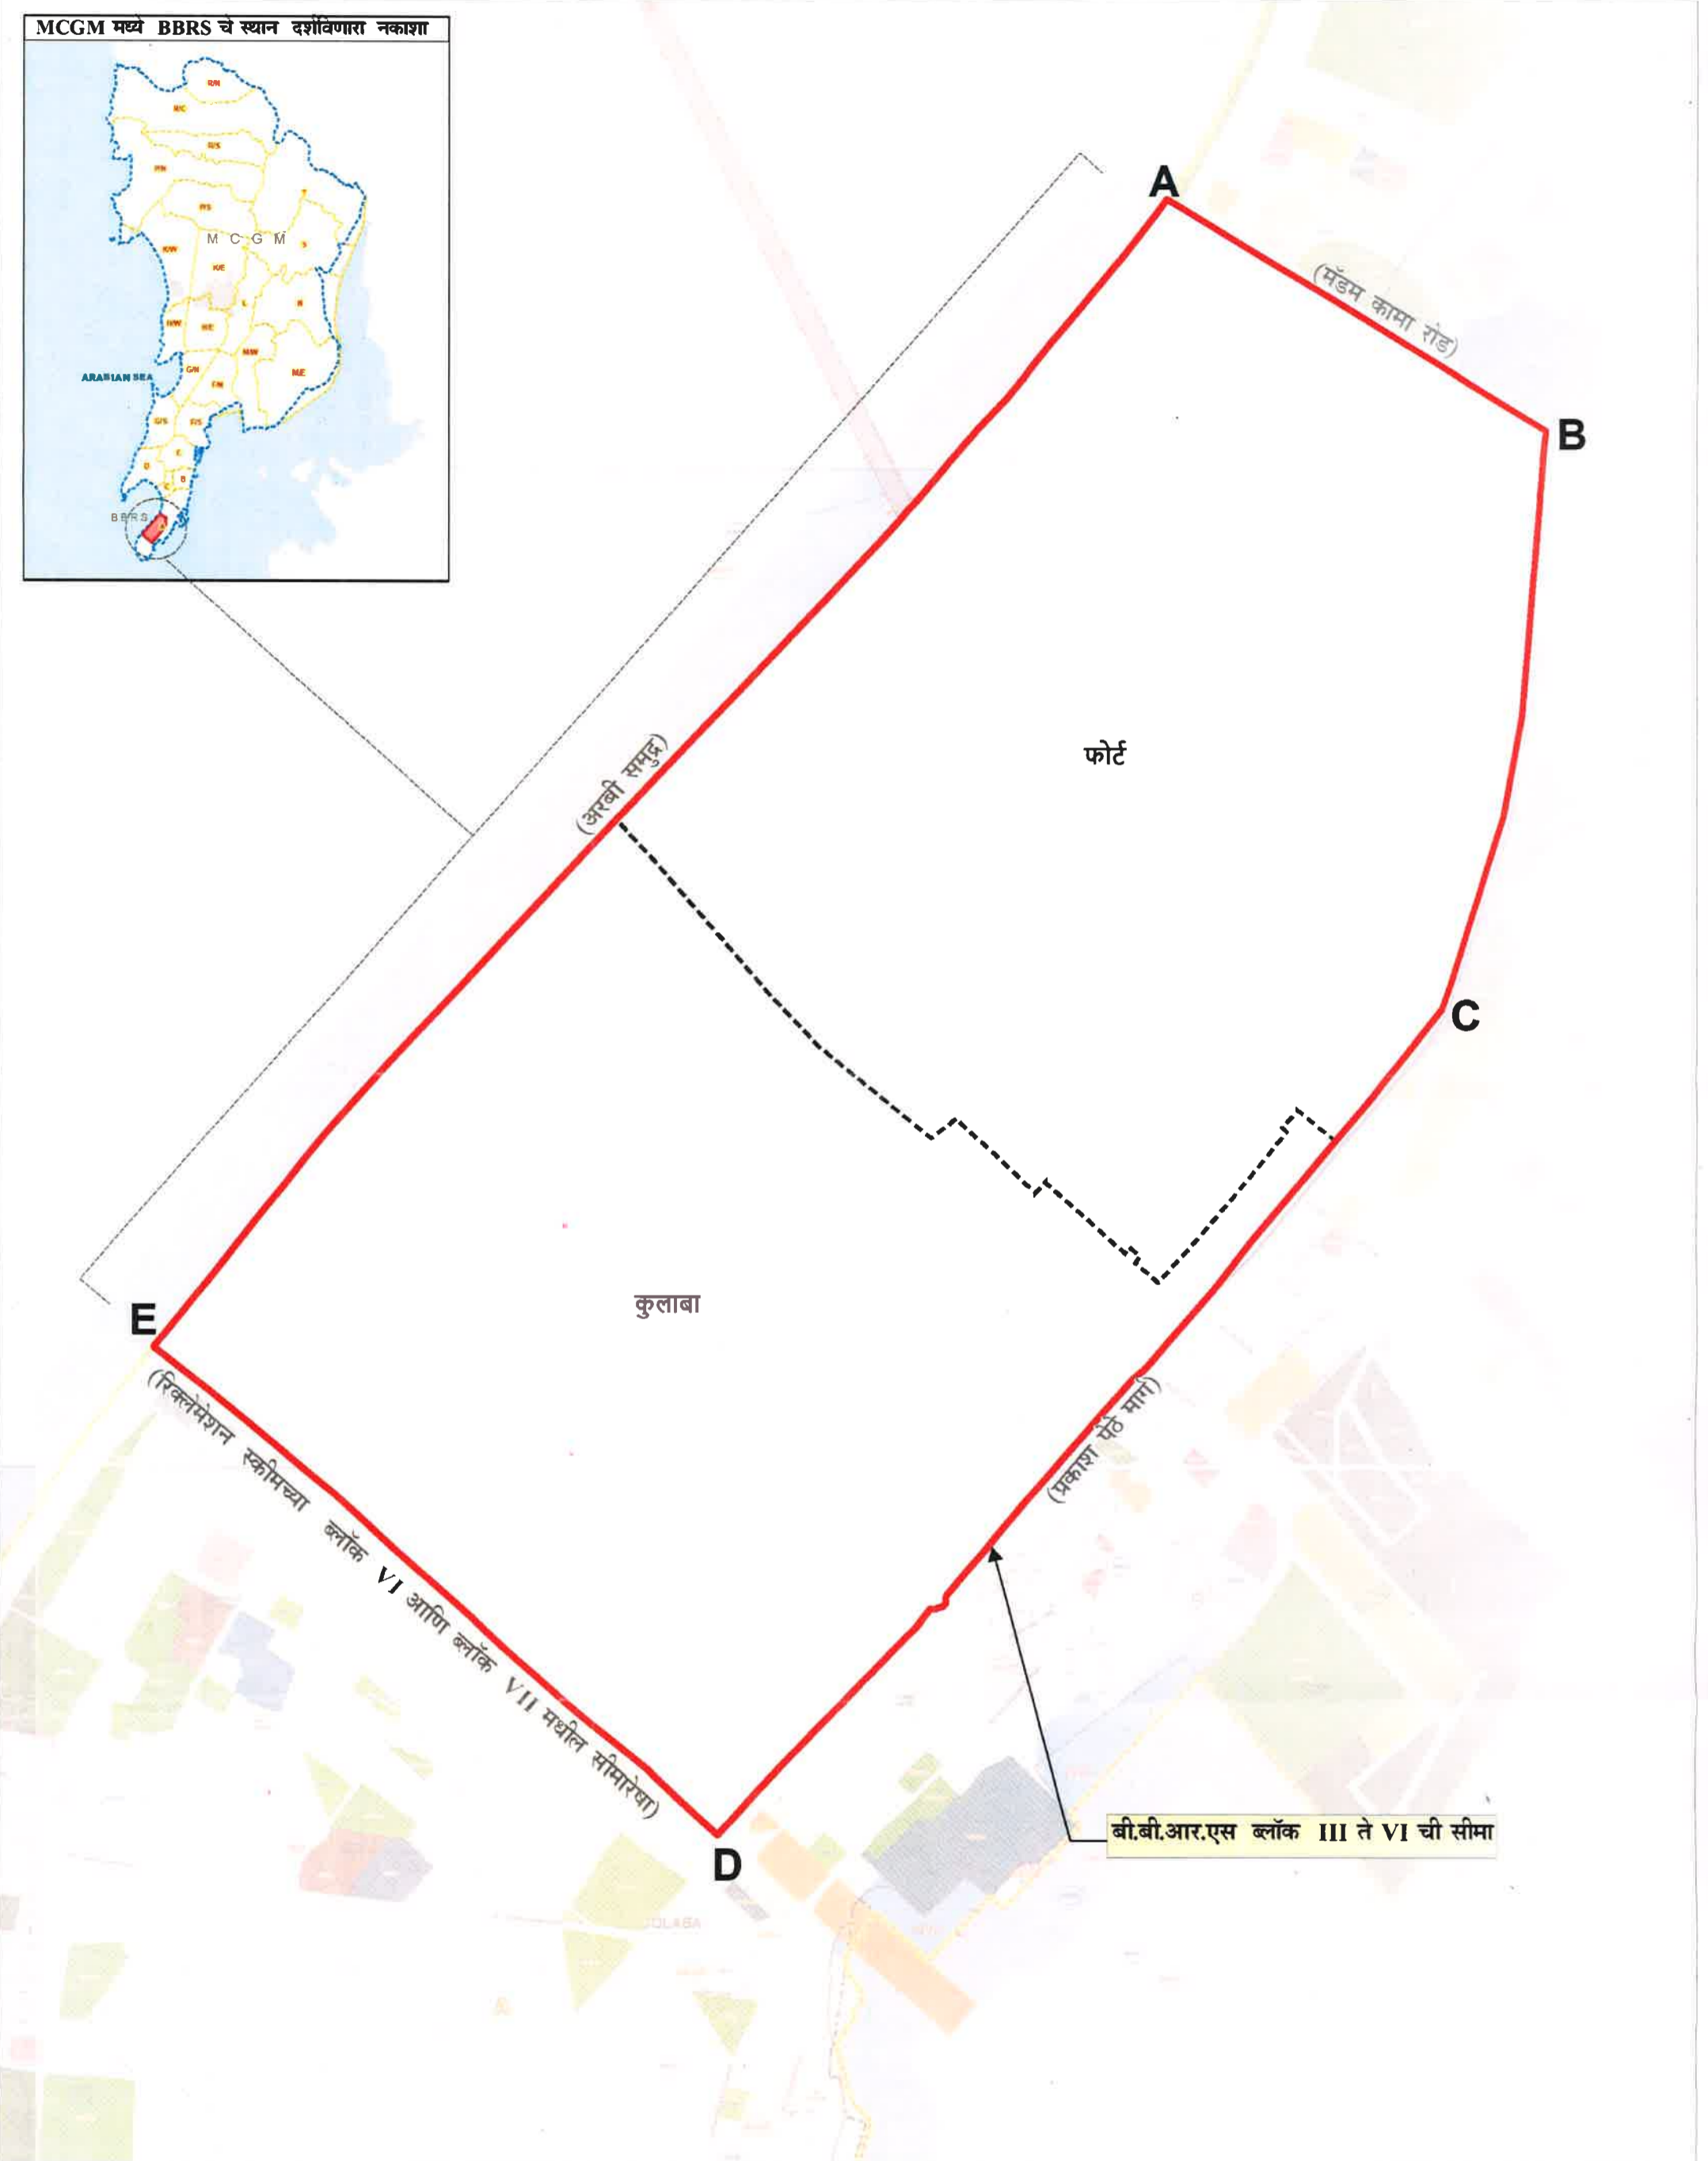 MCGM मध्ये BBRS चे स्थान दर्शविणारा नकाशा
R/N
R/C
R/S
P/N
T
P/S
M C G M
S
K/W
K/E
L
N
H/W
H/E
M/W
G/N
M/E
ARABIAN SEA
F/N
G/S
F/S
E
D
B
C
BBRS
A
(मॅडम कामा रोड)
B
फोर्ट
(अरबी समुद्र)
C
E
कुलाबा
(रिक्लेमेशन स्कीमच्या ब्लॉक VI आणि ब्लॉक VII मधील सीमारेषा)
(प्रकाश पेठे मार्ग)
बी.बी.आर.एस ब्लॉक III ते VI ची सीमा
D